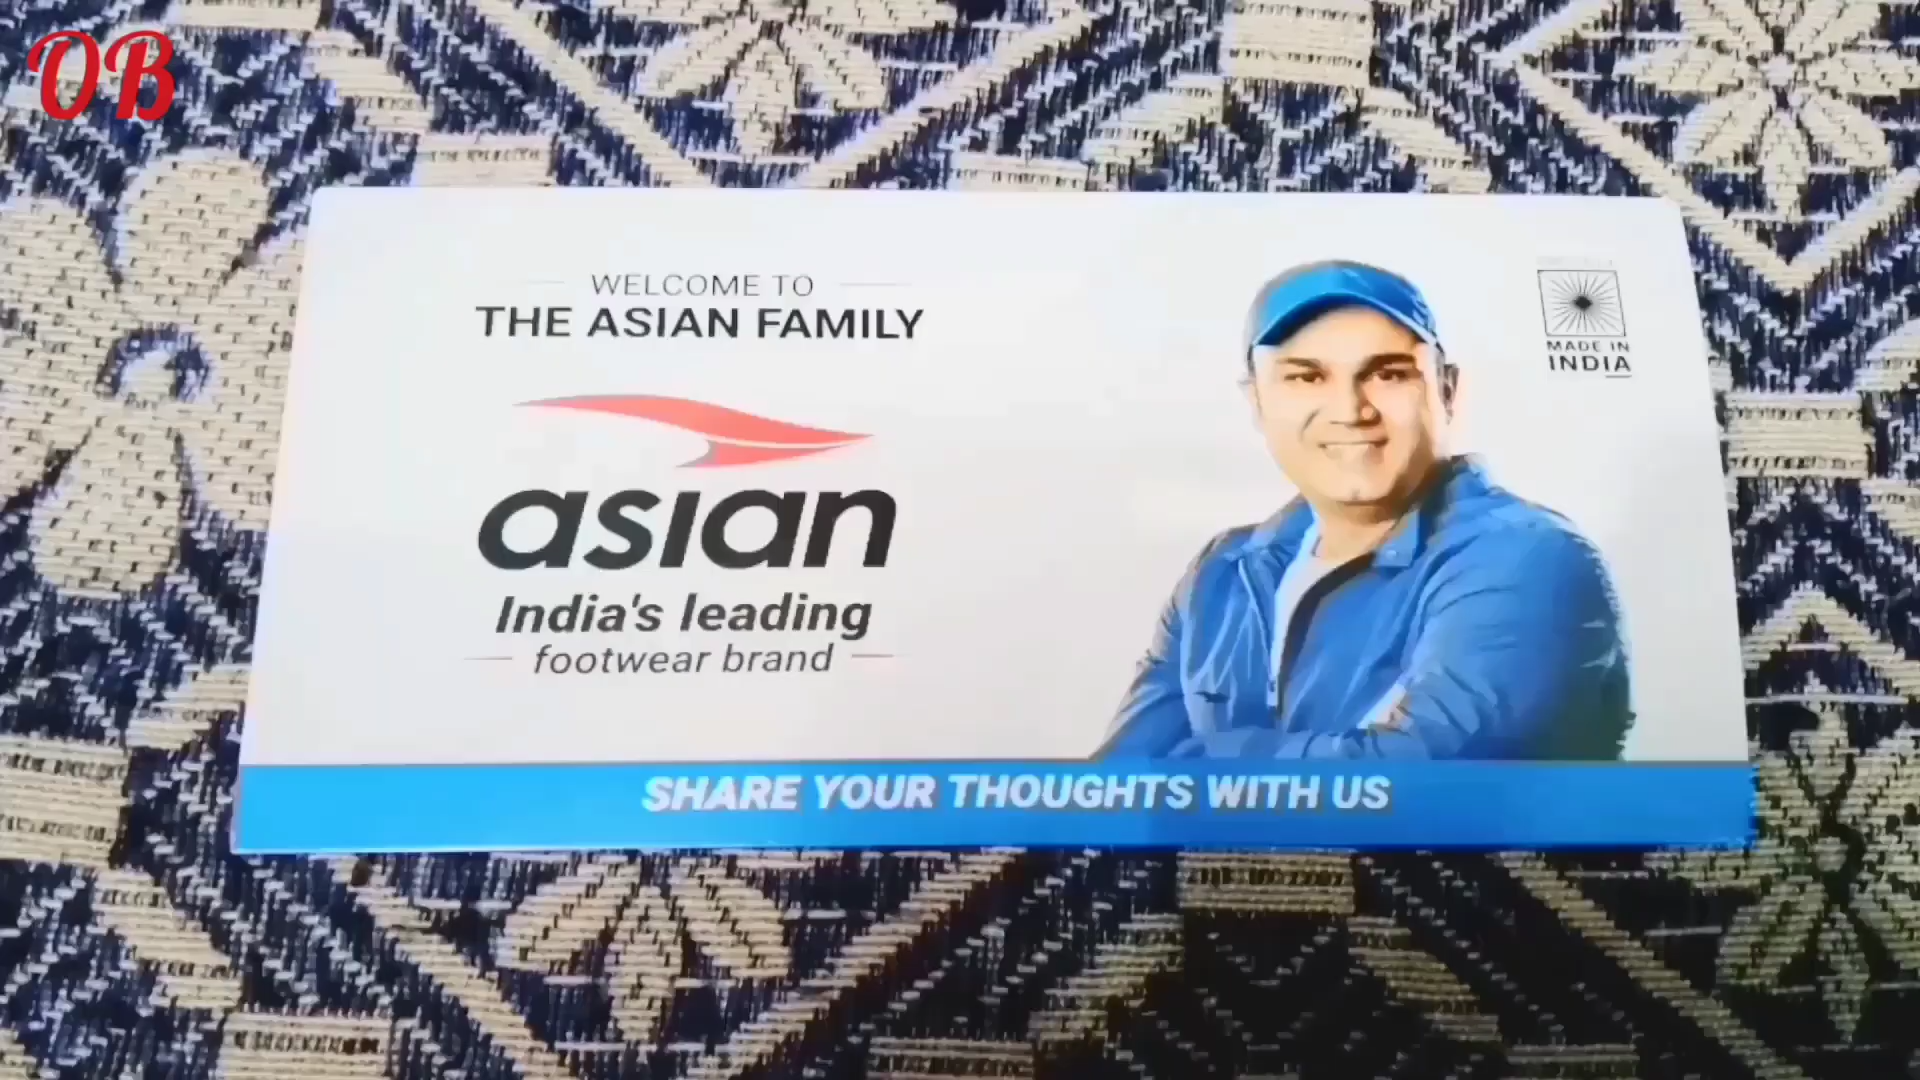 OB
WELCOME TO
THE ASIAN FAMILY
asian
India's leading
footwear brand
MADE IN
INDIA
SHARE YOUR THOUGHTS WITH US